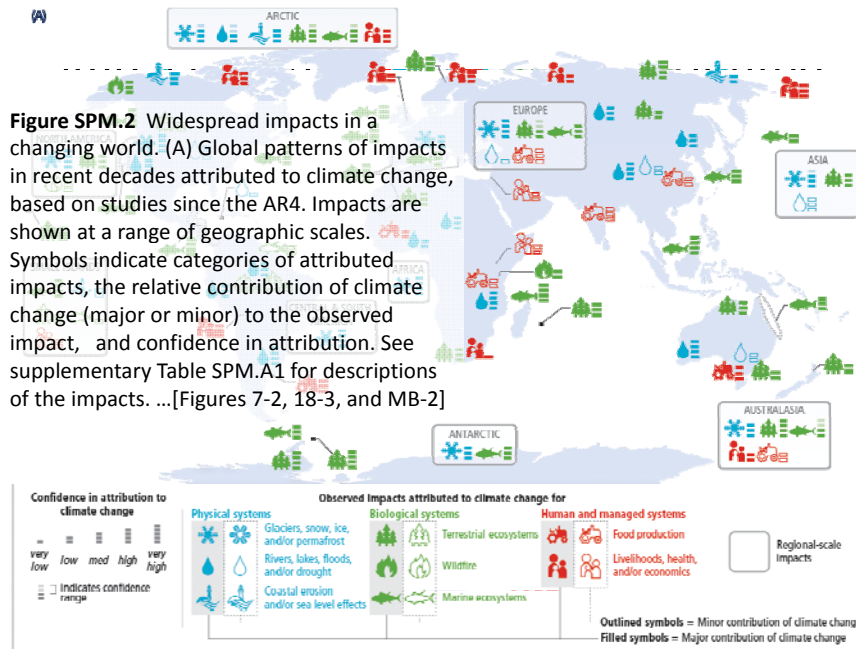 (A)
ARCTIC
Figure SPM.2 Widespread impacts in a
changing world. (A) Global patterns of impacts
in recent decades attributed to climate change,
based on studies since the AR4. Impacts are
shown at a range of geographic scales.
Symbols indicate categories of attributed
impacts, the relative contribution of climate
change (major or minor) to the observed
impact, and confidence in attribution. See
supplementary Table SPM.A1 for descriptions
of the impacts. ...[Figures 7-2, 18-3, and MB-2]
NORTH AMERICA
EUROPE
ASIA
SMALL ISLANDS
AFRICA
CENTRAL & SOUTH
AUSTRALASIA
ANTARCTIC
Confidence in attribution to
climate change
very low
low
med
high
very high
Indicates confidence
range
Observed impacts attributed to climate change for
Physical systems
Glaciers, snow, ice,
and/or permafrost
Rivers, lakes, floods,
and/or drought
Coastal erosion
and/or sea level effects
Biological systems
Terrestrial ecosystems
Wildfire
Marine ecosystems
Human and managed systems
Food production
Livelihoods, health,
and/or economics
Regional-scale
impacts
Outlined symbols = Minor contribution of climate chang
Filled symbols = Major contribution of climate change